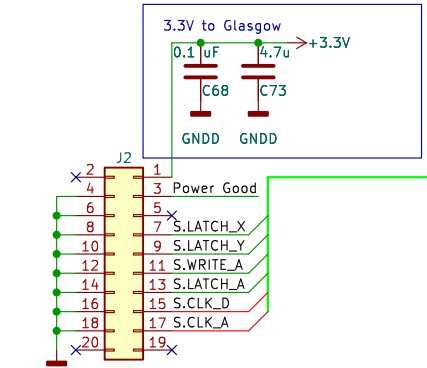 3.3V to Glasgow
+3.3V
0.1 uF
4.7u
C68
C73
GNDD
GNDD
J2
2
1
4
3
Power Good
6
5
8
7
S.LATCH_X
10
9
S.LATCH_Y
12
11
S.WRITE_A
14
13
S.LATCH_A
16
15
S.CLK_D
18
17
S.CLK_A
20
19